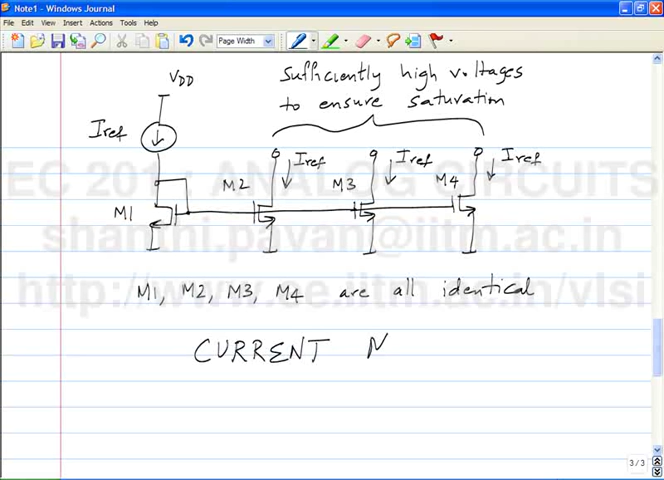 Note1 - Windows Journal
File Edit View Insert Actions Tools Help
Page Width
VDD
Sufficiently high voltages
to ensure saturation
Iref
Iref Iref Iref
M2 M3 M4
M1
EC 201 ANALOG CIRCUITS
shanthi.pavan@iitm.ac.in
http://www.ee.iitm.ac.in/vlsi
M1, M2, M3, M4 are all identical
CURRENT
3 / 3